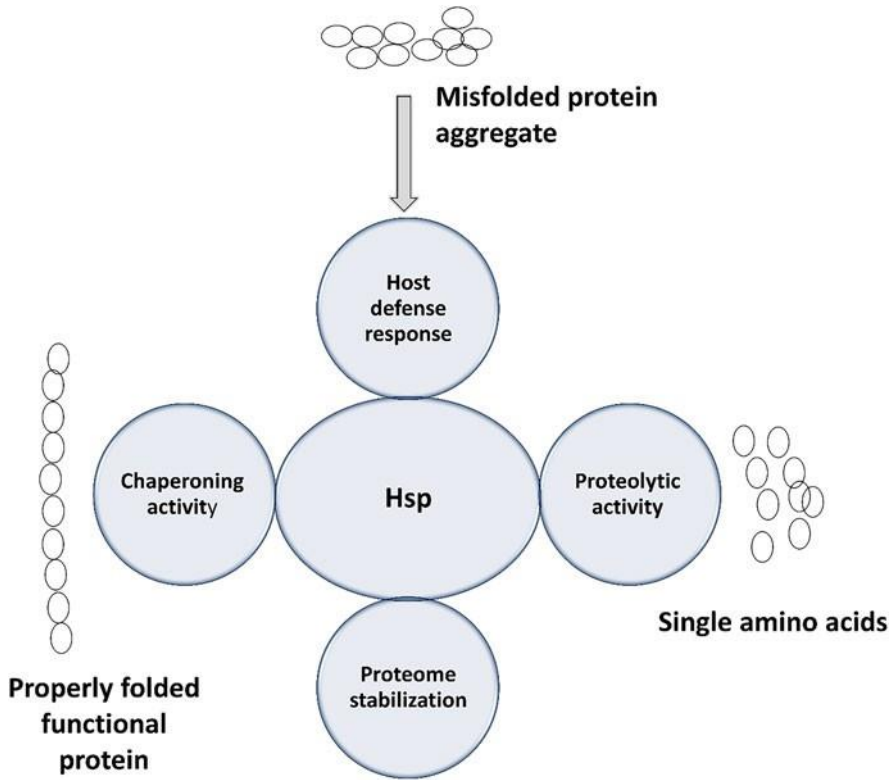 Misfolded protein
aggregate
Host
defense
response
Chaperoning
activity
Hsp
Proteolytic
activity
Single amino acids
Proteome
stabilization
Properly folded
functional
protein